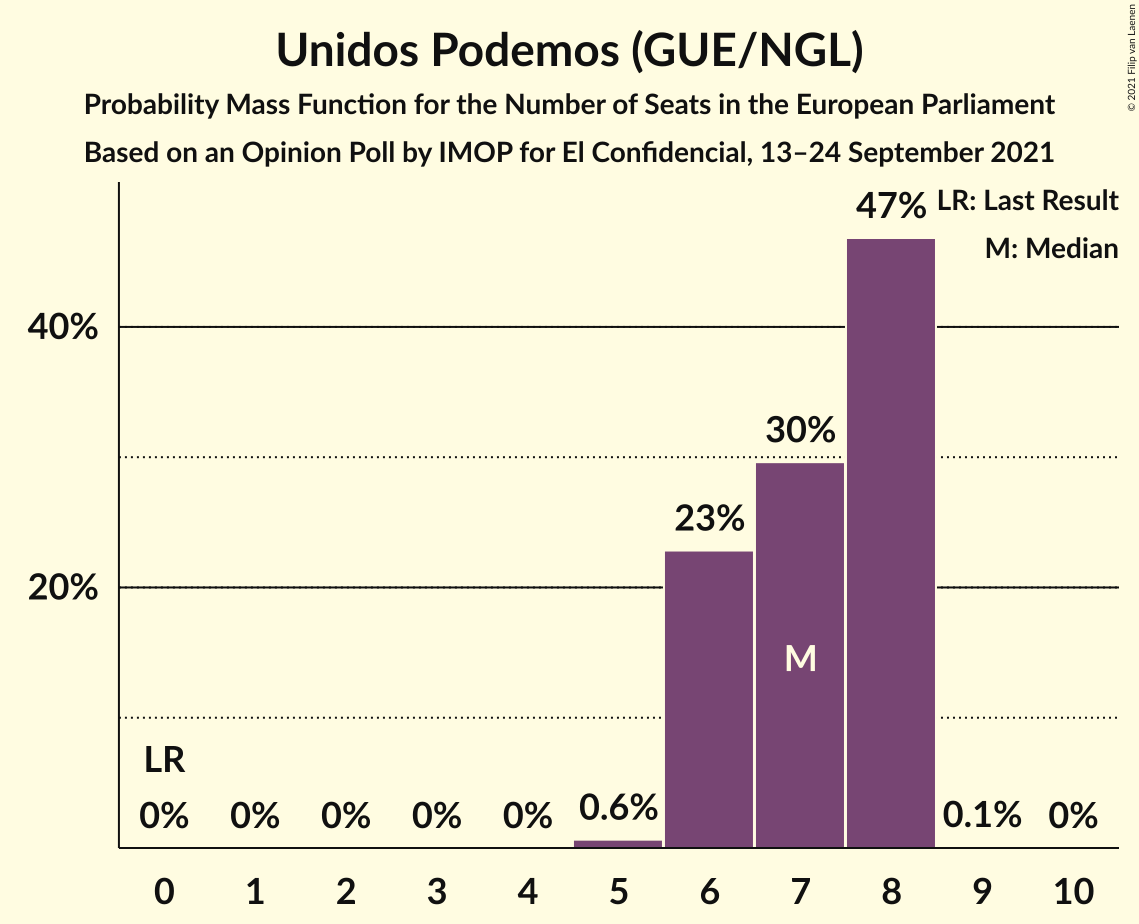 Unidos Podemos (GUE/NGL)
Probability Mass Function for the Number of Seats in the European Parliament
Based on an Opinion Poll by IMOP for El Confidencial, 13–24 September 2021
© 2021 Filip van Laenen
LR: Last Result
M: Median
47%
40%
30%
23%
20%
M
LR
0% 0% 0% 0% 0% 0.6% 0.1% 0%
0 1 2 3 4 5 6 7 8 9 10